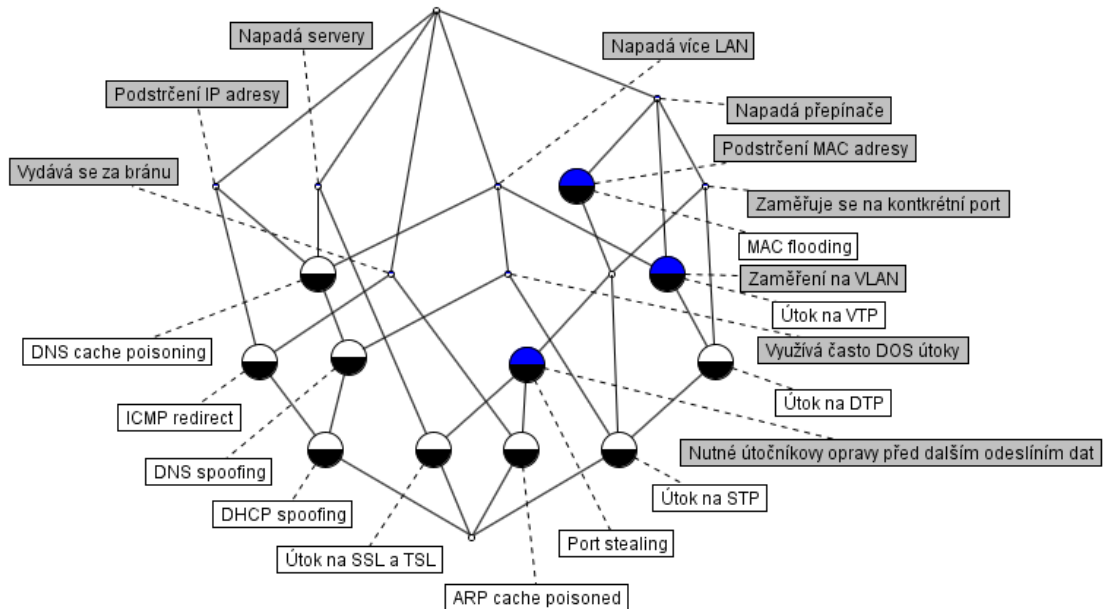 Napadá servery
Napadá více LAN
Podstrčení IP adresy
Napadá přepínače
Podstrčení MAC adresy
Vydává se za bránu
Zaměřuje se na kontkrétní port
MAC flooding
Zaměření na VLAN
Útok na VTP
DNS cache poisoning
Využívá často DOS útoky
Útok na DTP
ICMP redirect
Nutné útočníkovy opravy před dalším odeslíním dat
DNS spoofing
Útok na STP
DHCP spoofing
Port stealing
Útok na SSL a TSL
ARP cache poisoned